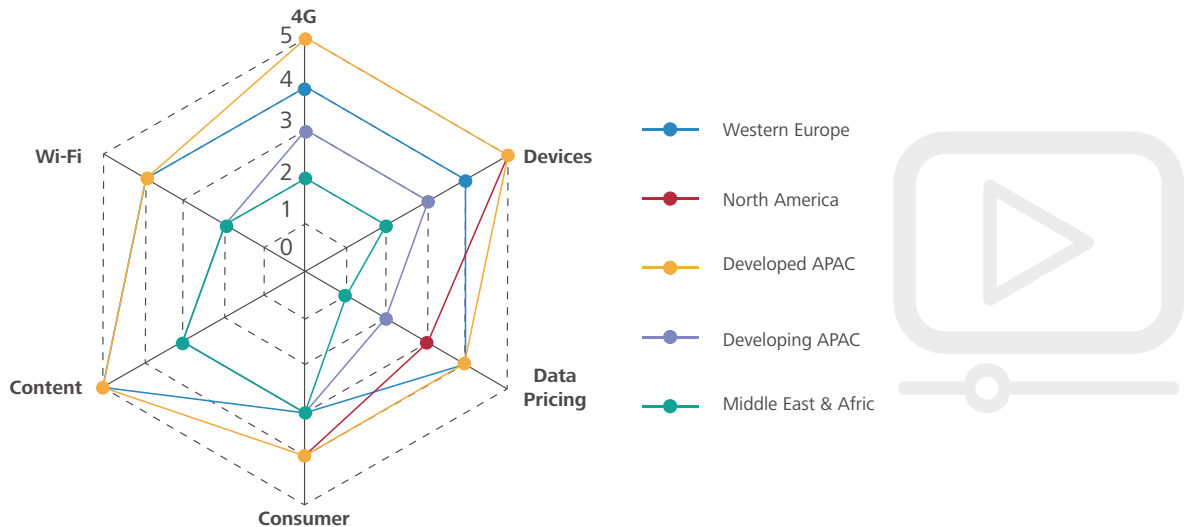 4G
5
4
3
2
1
0
Wi-Fi
Devices
Content
Data
Pricing
Consumer
Western Europe
North America
Developed APAC
Developing APAC
Middle East & Afric